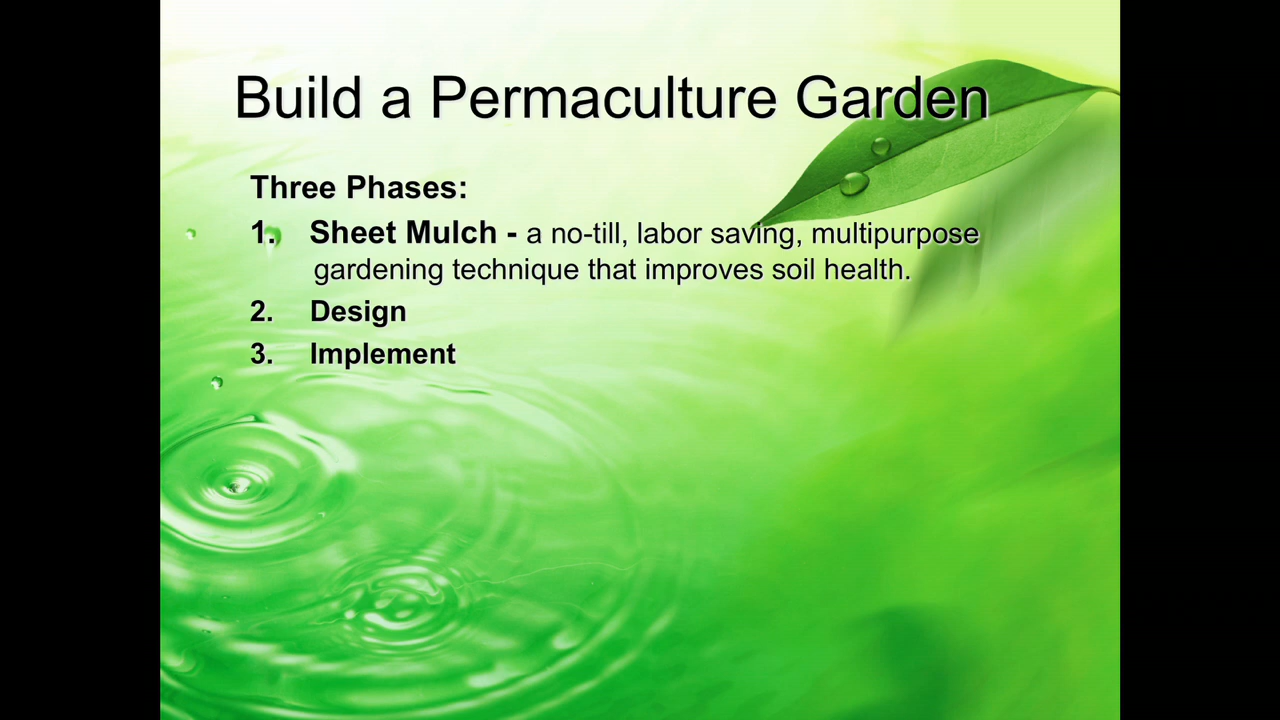 Build a Permaculture Garden
Three Phases:
1. Sheet Mulch - a no-till, labor saving, multipurpose
gardening technique that improves soil health.
2. Design
3. Implement